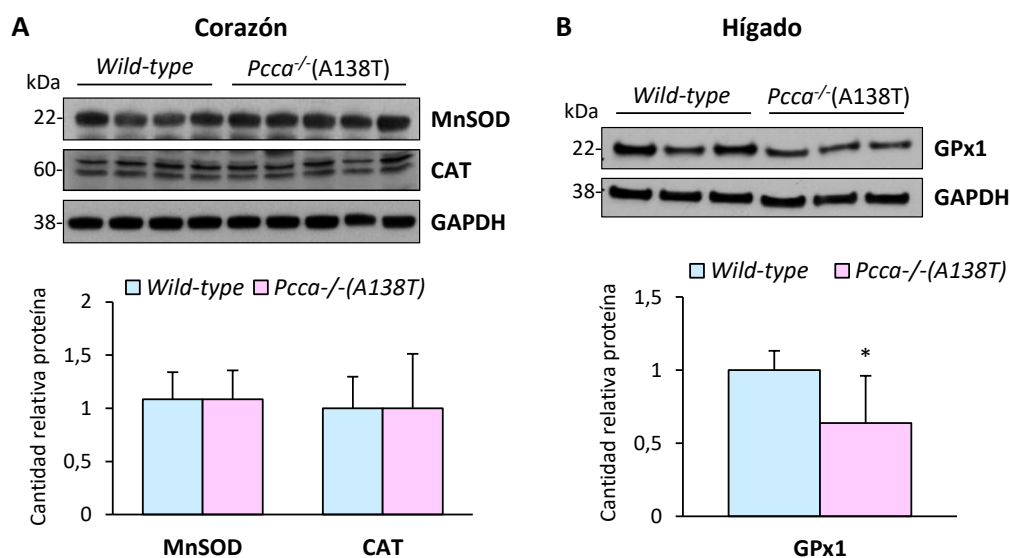 A
Corazón
Wild-type
Pcca-/-(A138T)
kDa
22-
MnSOD
60-
CAT
38-
GAPDH
Wild-type
Pcca-/-(A138T)
Cantidad relativa proteína
2
1,5
1
0,5
0
MnSOD
CAT
B
Hígado
Wild-type
Pcca-/-(A138T)
kDa
22-
GPx1
38-
GAPDH
Wild-type
Pcca-/-(A138T)
Cantidad relativa proteína
1,5
1
0,5
0
*
GPx1